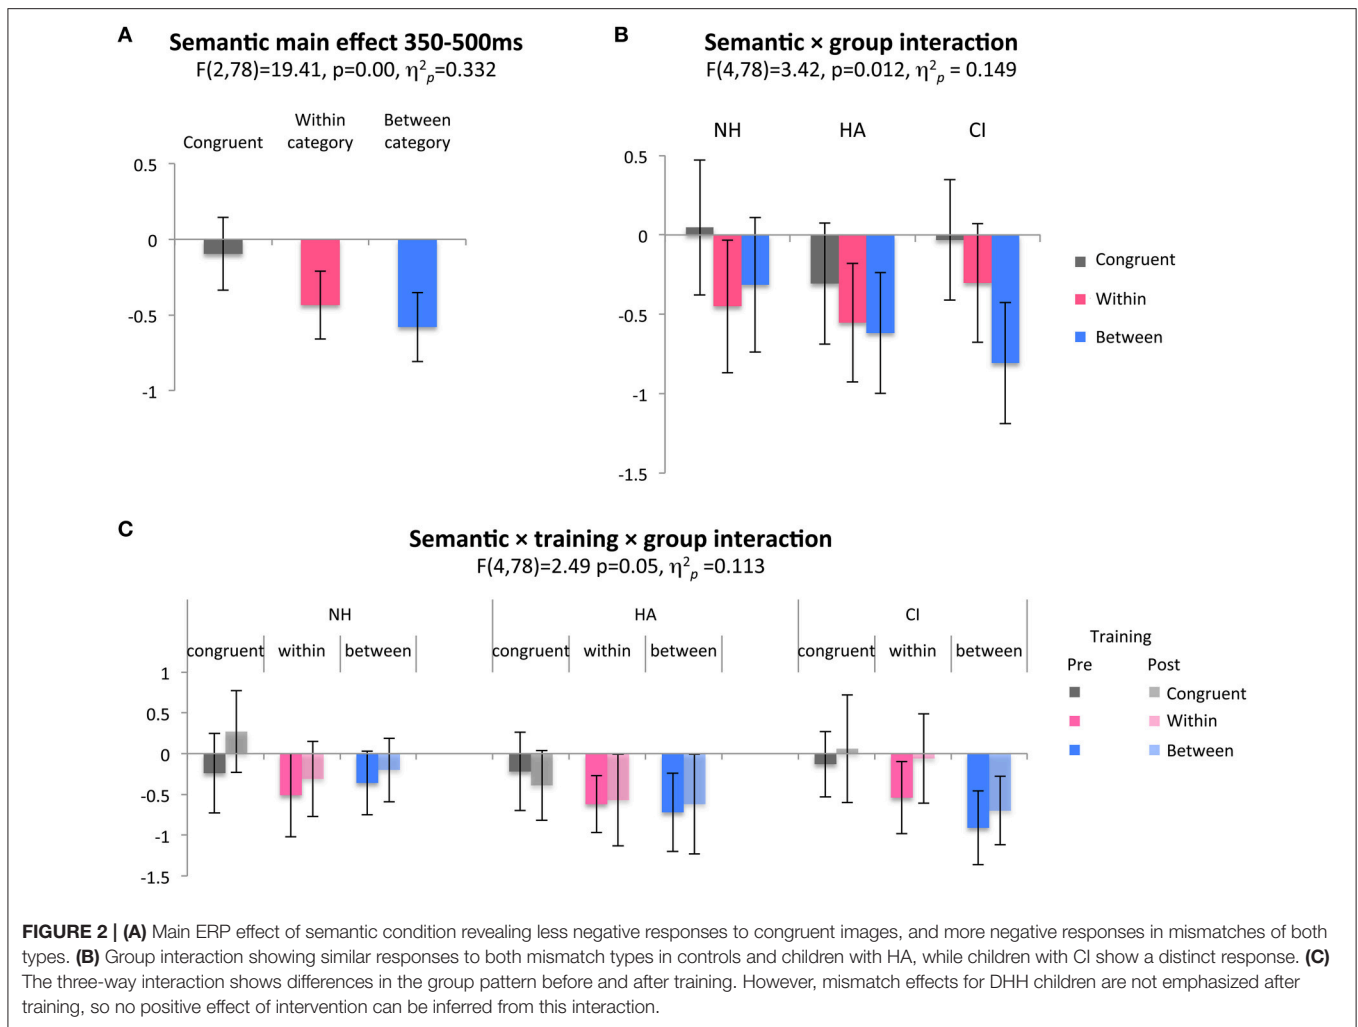 A
Semantic main effect 350-500ms
F(2,78)=19.41, p=0.00, η²p=0.332
Congruent
Within category
Between category
0.5
0
-0.5
-1
B
Semantic × group interaction
F(4,78)=3.42, p=0.012, η²p = 0.149
NH HA CI
0.5
0
-0.5
-1
-1.5
Congruent
Within
Between
C
Semantic × training × group interaction
F(4,78)=2.49 p=0.05, η²p =0.113
NH HA CI
congruent within between congruent within between congruent within between
1
0.5
0
-0.5
-1
-1.5
Training
Pre Post
Congruent
Within
Between
FIGURE 2 | (A) Main ERP effect of semantic condition revealing less negative responses to congruent images, and more negative responses in mismatches of both
types. (B) Group interaction showing similar responses to both mismatch types in controls and children with HA, while children with CI show a distinct response. (C)
The three-way interaction shows differences in the group pattern before and after training. However, mismatch effects for DHH children are not emphasized after
training, so no positive effect of intervention can be inferred from this interaction.